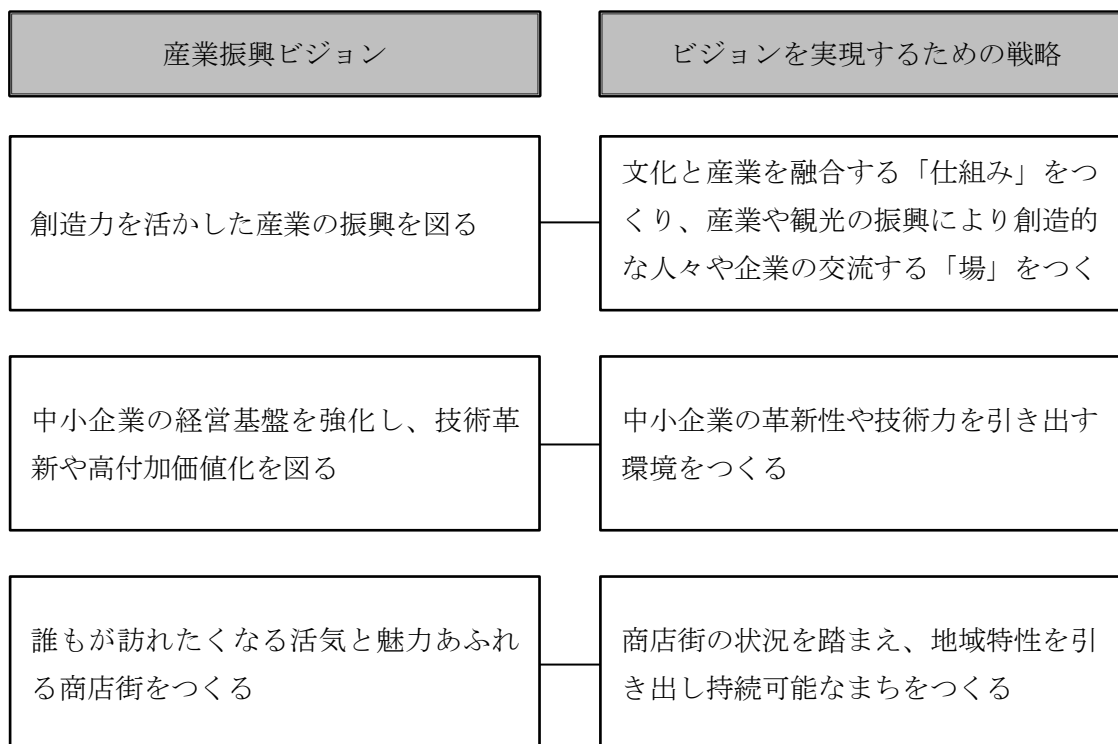 産業振興ビジョン
ビジョンを実現するための戦略
創造力を活かした産業の振興を図る
文化と産業を融合する「仕組み」をつ
くり、産業や観光の振興により創造的
な人々や企業の交流する「場」をつく
中小企業の経営基盤を強化し、技術革
新や高付加価値化を図る
中小企業の革新性や技術力を引き出す
環境をつくる
誰もが訪れたくなる活気と魅力あふれ
る商店街をつくる
商店街の状況を踏まえ、地域特性を引
き出し持続可能なまちをつくる